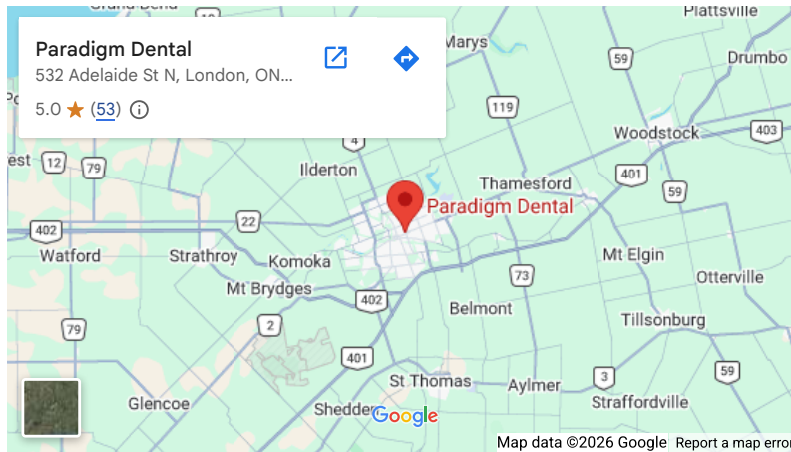 Grand Bend
Plattsville
Paradigm Dental
532 Adelaide St N, London, ON...
5.0 (53)
Marys
59
Drumbo
119
Woodstock
403
4
12
79
Ilderton
Thamesford
401
59
Paradigm Dental
22
402
Watford
Strathroy
Komoka
Mt Elgin
73
Otterville
Mt Brydges
402
Belmont
79
2
Tillsonburg
401
St Thomas
Aylmer
3
59
Glencoe
Shedden
Google
Straffordville
Map data ©2026 Google
Report a map error